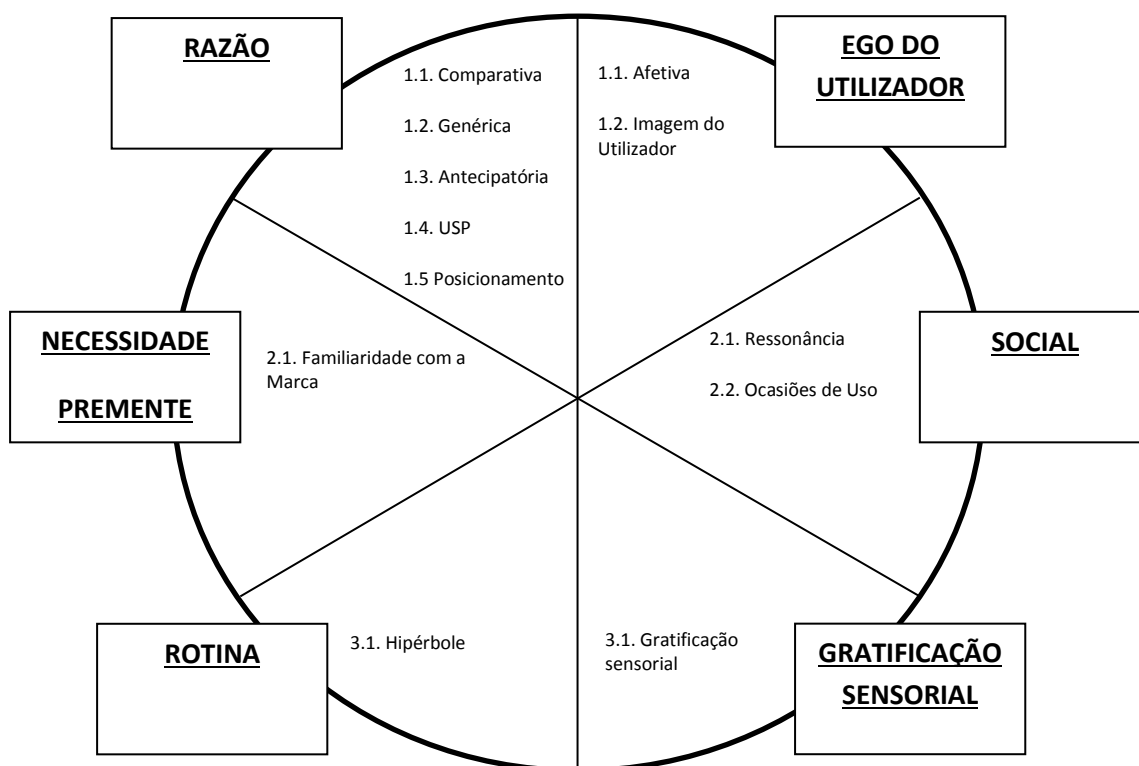 RAZÃO
1.1. Comparativa
1.2. Genérica
1.3. Antecipatória
1.4. USP
1.5 Posicionamento
EGO DO
UTILIZADOR
1.1. Afetiva
1.2. Imagem do
Utilizador
NECESSIDADE
PREMENTE
2.1. Familiaridade com a
Marca
SOCIAL
2.1. Ressonância
2.2. Ocasiões de Uso
ROTINA
3.1. Hipérbole
3.1. Gratificação
sensorial
GRATIFICAÇÃO
SENSORIAL